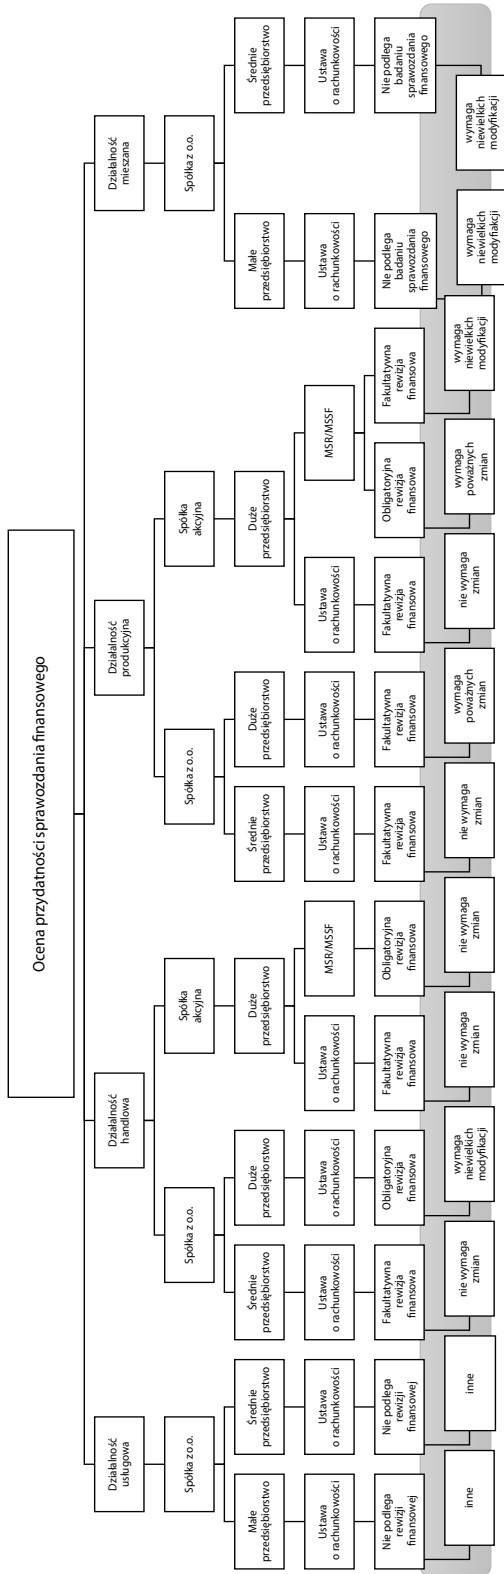 Ocena przydatności sprawozdania finansowego
Działalność
usługowa
Działalność
handlowa
Działalność
produkcyjna
Działalność
mieszana
Spółka z o.o.
Spółka z o.o.
Spółka
akcyjna
Spółka z o.o.
Spółka
akcyjna
Spółka z o.o.
Małe
przedsiębiorstwo
Średnie
przedsiębiorstwo
Średnie
przedsiębiorstwo
Duże
przedsiębiorstwo
Duże
przedsiębiorstwo
Średnie
przedsiębiorstwo
Duże
przedsiębiorstwo
Duże
przedsiębiorstwo
Małe
przedsiębiorstwo
Średnie
przedsiębiorstwo
Ustawa
o rachunkowości
Ustawa
o rachunkowości
Ustawa
o rachunkowości
Ustawa
o rachunkowości
Ustawa
o rachunkowości
MSR/MSSF
Ustawa
o rachunkowości
Ustawa
o rachunkowości
Ustawa
o rachunkowości
MSR/MSSF
Ustawa
o rachunkowości
Ustawa
o rachunkowości
Nie podlega
rewizji
finansowej
Nie podlega
rewizji
finansowej
Fakultatywna
rewizja
finansowa
Obligatoryjna
rewizja
finansowa
Fakultatywna
rewizja
finansowa
Obligatoryjna
rewizja
finansowa
Fakultatywna
rewizja
finansowa
Fakultatywna
rewizja
finansowa
Fakultatywna
rewizja
finansowa
Obligatoryjna
rewizja
finansowa
Fakultatywna
rewizja
finansowa
Nie podlega
badaniu
sprawozdania
finansowego
Nie podlega
badaniu
sprawozdania
finansowego
inne
inne
nie wymaga
zmian
wymaga
niewielkich
modyfikacji
nie wymaga
zmian
nie wymaga
zmian
nie wymaga
zmian
wymaga
poważnych
zmian
nie wymaga
zmian
wymaga
poważnych
zmian
wymaga
niewielkich
modyfikacji
wymaga
niewielkich
modyfiakcji
wymaga
niewielkich
modyfikacji